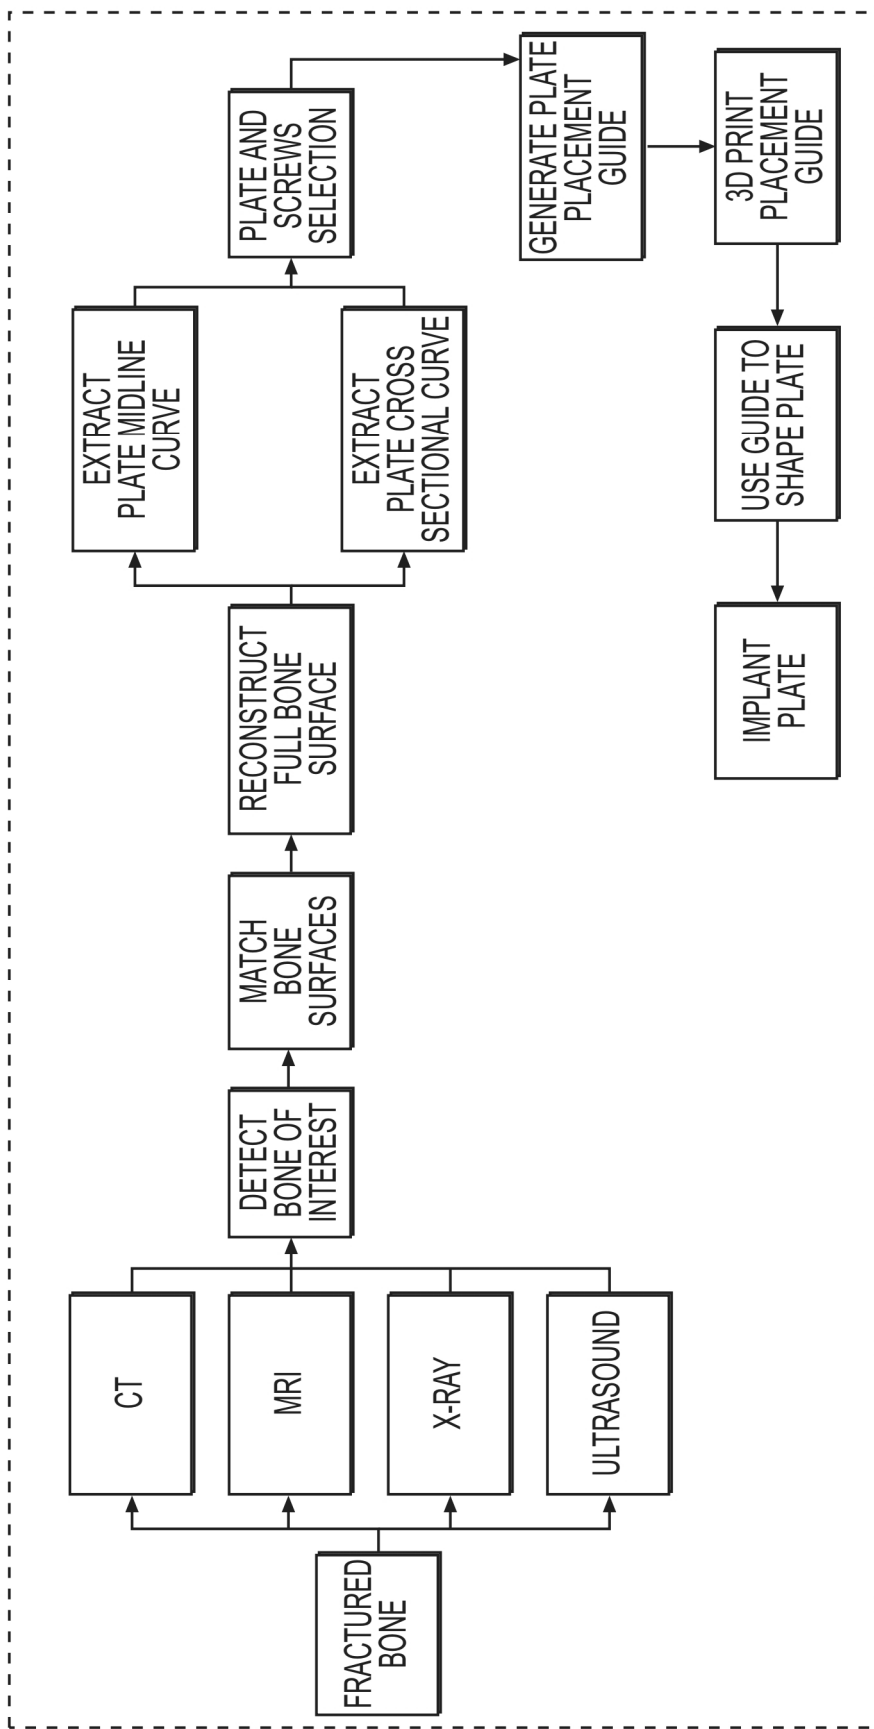 FRACTURED
BONE
CT
MRI
X-RAY
ULTRASOUND
DETECT
BONE OF
INTEREST
MATCH
BONE
SURFACES
RECONSTRUCT
FULL BONE
SURFACE
EXTRACT
PLATE MIDLINE
CURVE
EXTRACT
PLATE CROSS
SECTIONAL CURVE
PLATE AND
SCREWS
SELECTION
GENERATE PLATE
PLACEMENT
GUIDE
3D PRINT
PLACEMENT
GUIDE
USE GUIDE TO
SHAPE PLATE
IMPLANT
PLATE